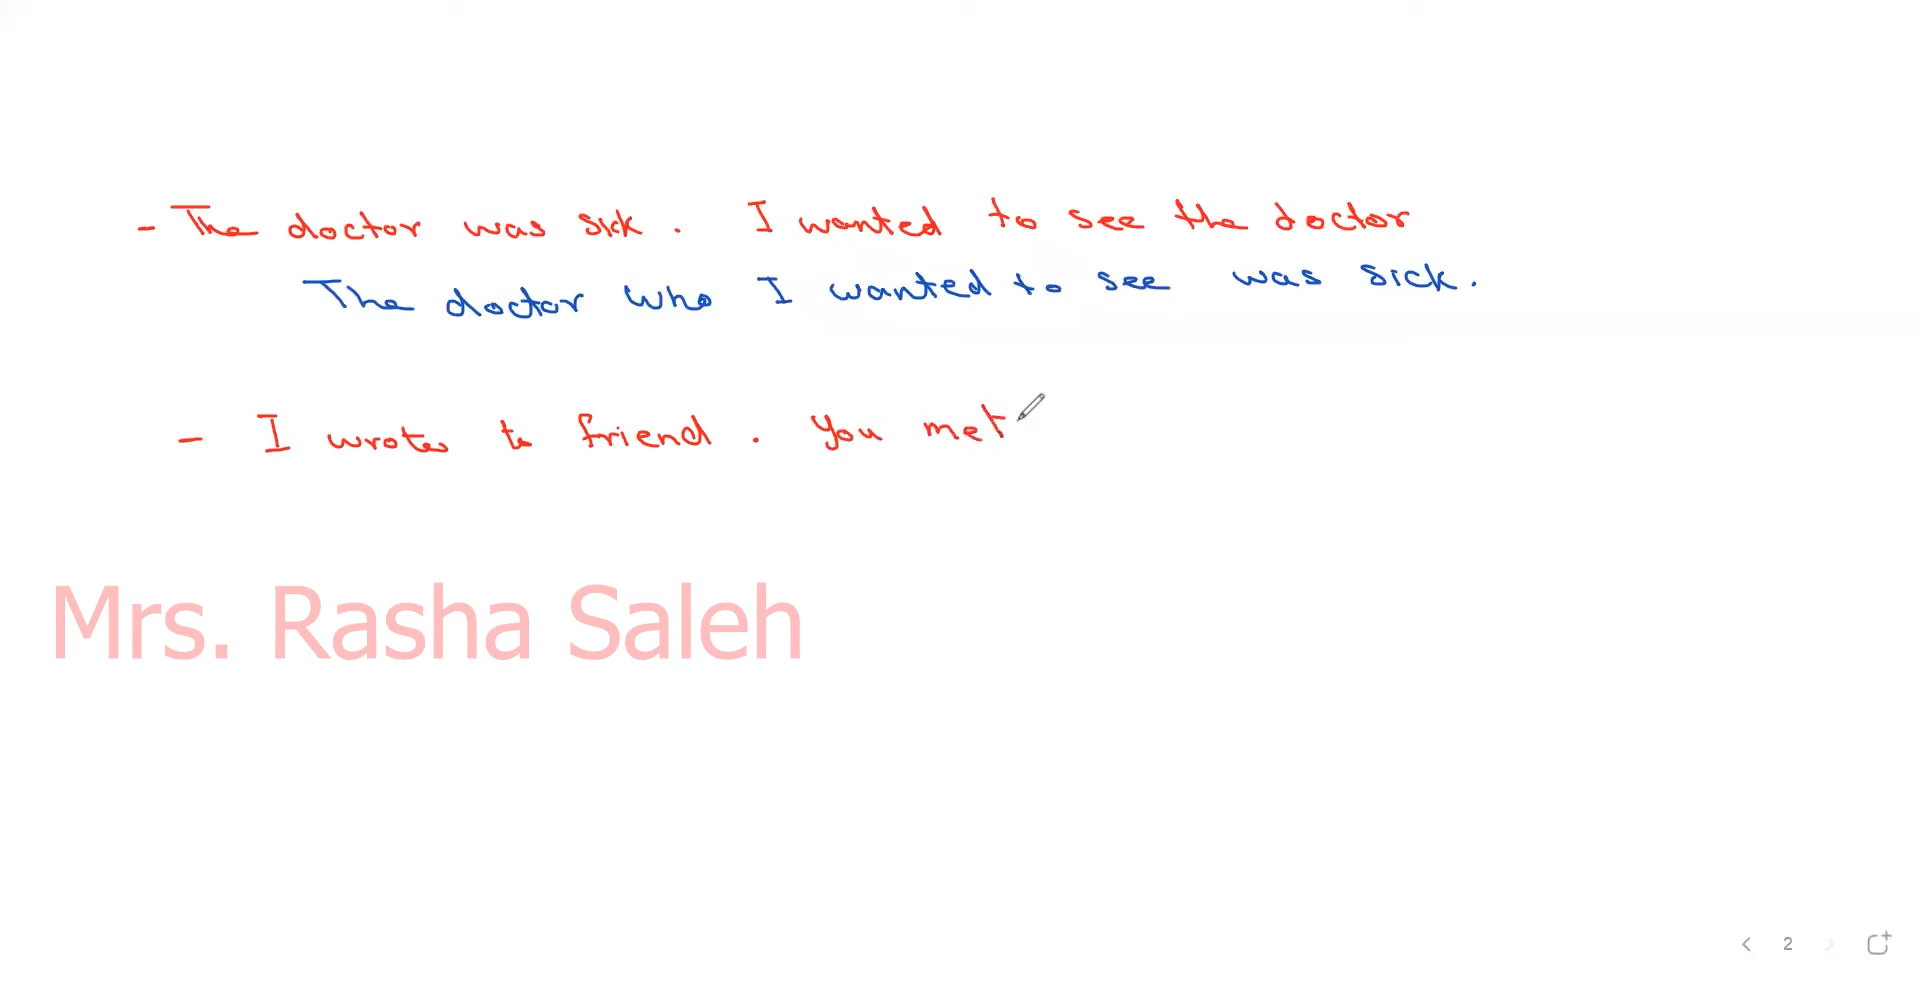 - The doctor was sick. I wanted to see the doctor
The doctor who I wanted to see was sick.
- I wrote to friend. You met
Mrs. Rasha Saleh
2